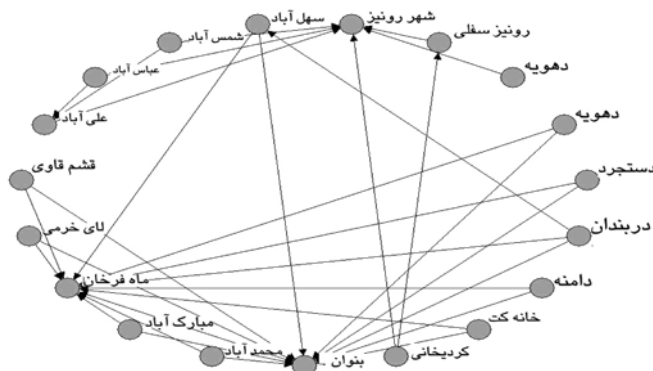 شهر رونیز
سهل آباد
شمس آباد
رونیز سفلی
عباس آباد
دهویه
علی آباد
دهویه
قشم قاوی
دستجرد
لای خرمی
دربندان
ماه فرخان
دامنه
مبارک آباد
خانه کت
محمد آباد
بنوان
کردیخانی